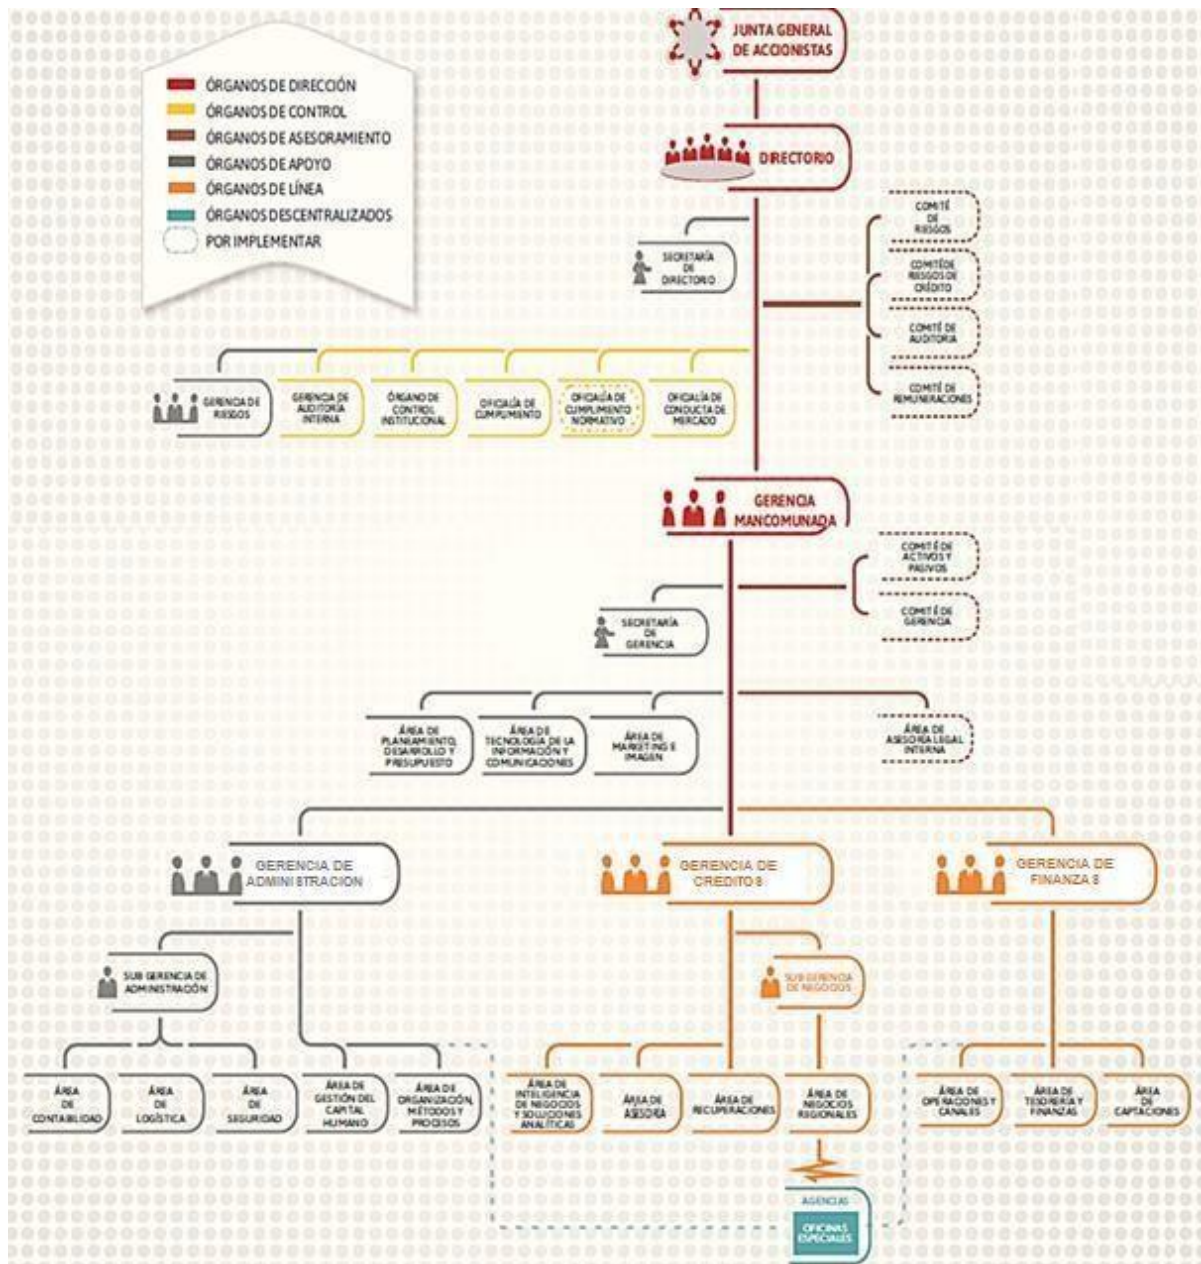 JUNTA GENERAL
DE ACCIONISTAS
ÓRGANOS DE DIRECCIÓN
ÓRGANOS DE CONTROL
ÓRGANOS DE ASESORAMIENTO
ÓRGANOS DE APOYO
ÓRGANOS DE LÍNEA
ÓRGANOS DESCENTRALIZADOS
POR IMPLEMENTAR
DIRECTORIO
SECRETARÍA
DE
DIRECTORIO
COMITÉ
DE
RIESGOS
COMITÉ DE
RIESGOS DE
CRÉDITO
COMITÉ DE
AUDITORIA
COMITÉ DE
REMUNERACIONES
GERENCIA DE
RIESGOS
GERENCIA DE
AUDITORÍA
INTERNA
ÓRGANO DE
CONTROL
INSTITUCIONAL
OFICIALÍA DE
CUMPLIMIENTO
OFICIALÍA DE
CUMPLIMIENTO
NORMATIVO
OFICIALÍA DE
CONDUCTA DE
MERCADO
GERENCIA
MANCOMUNADA
COMITÉ DE
ACTIVOS Y
PASIVOS
COMITÉ DE
GERENCIA
SECRETARÍA
DE
GERENCIA
ÁREA DE
PLANEAMIENTO,
DESARROLLO Y
PRESUPUESTO
ÁREA DE
TECNOLOGÍA DE LA
INFORMACIÓN Y
COMUNICACIONES
ÁREA DE
MARKETING E
IMAGEN
ÁREA DE
ASESORÍA LEGAL
INTERNA
GERENCIA DE
ADMINISTRACION
GERENCIA DE
CREDITOS
GERENCIA DE
FINANZAS
SUB GERENCIA DE
ADMINISTRACIÓN
SUB GERENCIA
DE NEGOCIOS
ÁREA
DE
CONTABILIDAD
ÁREA
DE
LOGÍSTICA
ÁREA
DE
SEGURIDAD
ÁREA DE
GESTIÓN DEL
CAPITAL
HUMANO
ÁREA DE
ORGANIZACIÓN,
MÉTODOS Y
PROCESOS
ÁREA DE
INTELIGENCIA
DE NEGOCIOS
Y SOLUCIONES
ANALÍTICAS
ÁREA DE
ASESORIA
ÁREA DE
RECUPERACIONES
ÁREA DE
NEGOCIOS
REGIONALES
ÁREA DE
OPERACIONES Y
CANALES
ÁREA DE
TESORERÍA Y
FINANZAS
ÁREA
DE
CAPTACIONES
AGENCIAS
OFICINAS
ESPECIALES